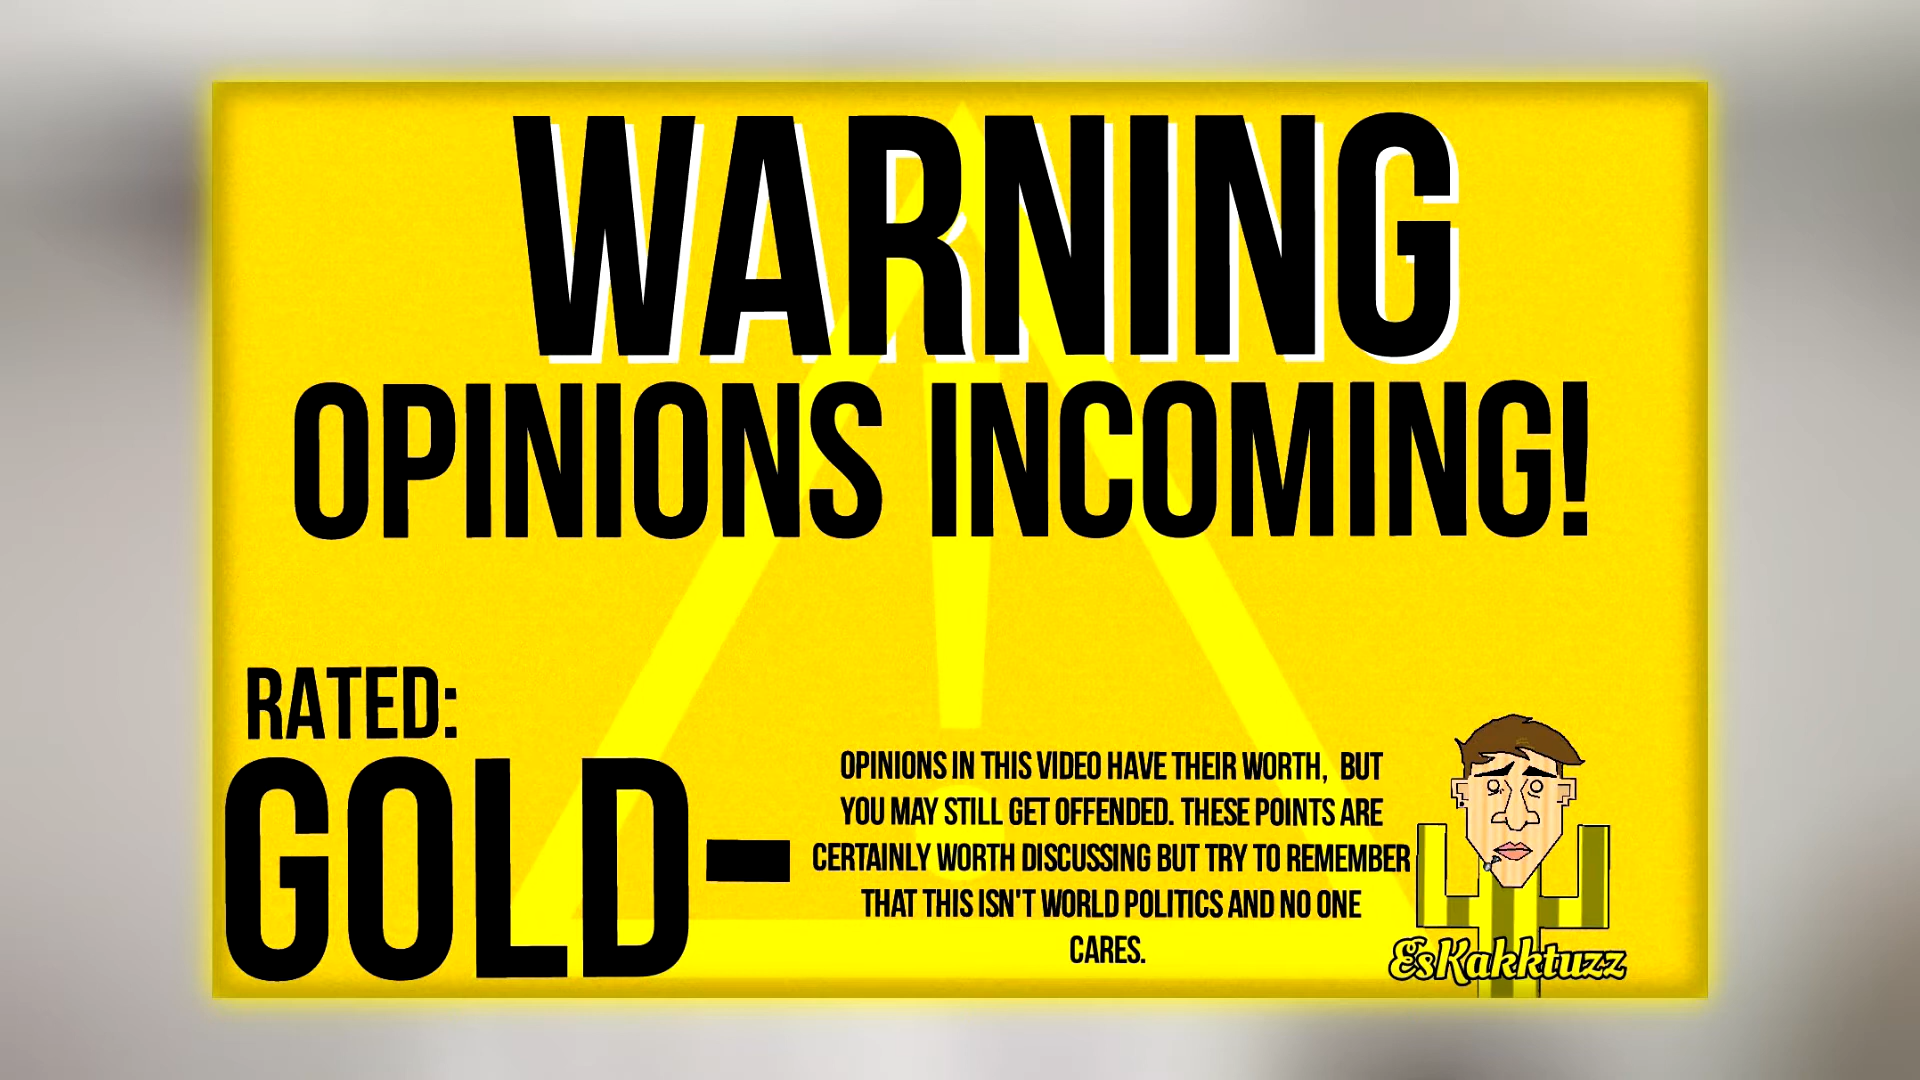 WARNING
OPINIONS INCOMING!
RATED:
GOLD-
OPINIONS IN THIS VIDEO HAVE THEIR WORTH, BUT
YOU MAY STILL GET OFFENDED. THESE POINTS ARE
CERTAINLY WORTH DISCUSSING BUT TRY TO REMEMBER
THAT THIS ISN'T WORLD POLITICS AND NO ONE
CARES.
EsKakktuzz